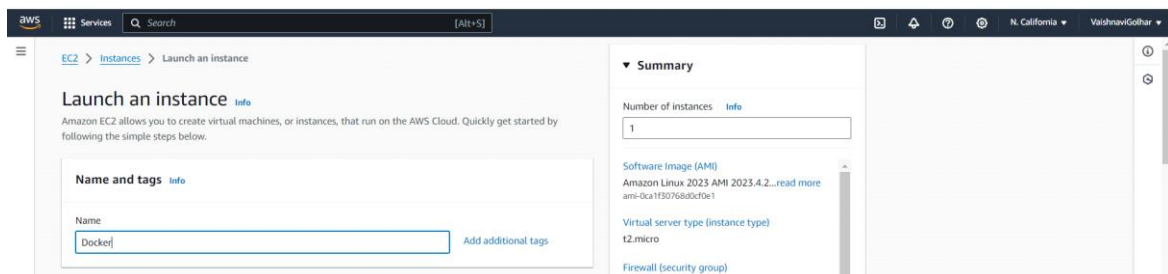 aws
Services
Search
[Alt+S]
N. California
VaishnaviGolhar
EC2 > Instances > Launch an instance
Launch an instance Info
Amazon EC2 allows you to create virtual machines, or instances, that run on the AWS Cloud. Quickly get started by
following the simple steps below.
Name and tags Info
Name
Docker
Add additional tags
Summary
Number of instances Info
1
Software Image (AMI)
Amazon Linux 2023 AMI 2023.4.2...read more
ami-0ca1f30768d0cf0e1
Virtual server type (instance type)
t2.micro
Firewall (security group)